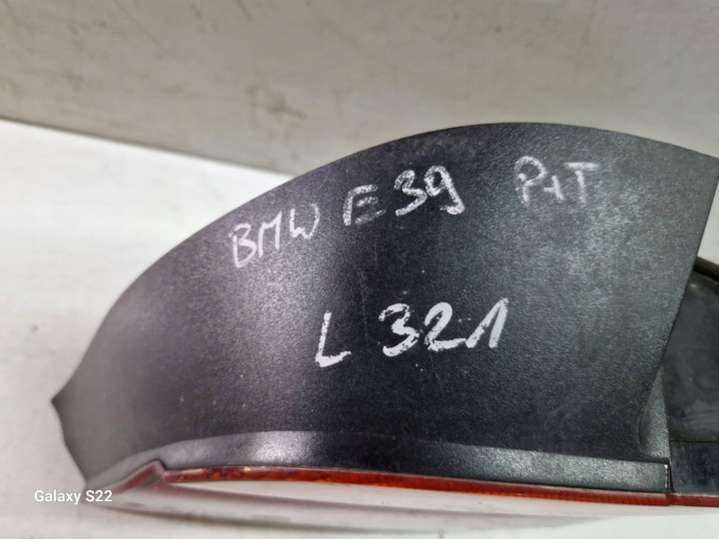 BMW E39 P+T
L 321
Galaxy S22